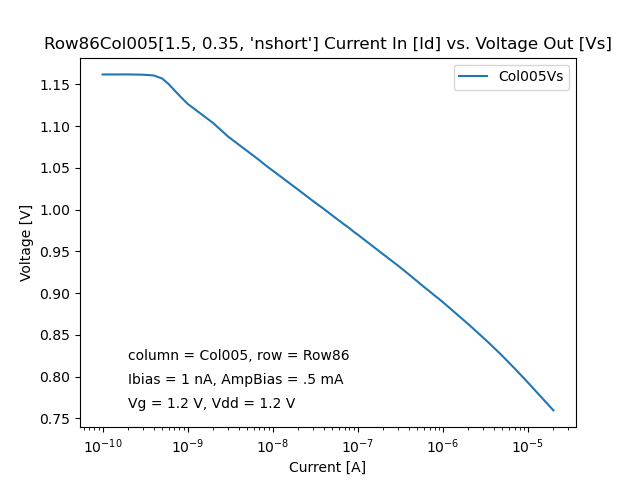 Row86Col005[1.5, 0.35, 'nshort'] Current In [Id] vs. Voltage Out [Vs]
Col005Vs
1.15
1.10
1.05
1.00
0.95
0.90
0.85
0.80
0.75
Voltage [V]
column = Col005, row = Row86
Ibias = 1 nA, AmpBias = .5 mA
Vg = 1.2 V, Vdd = 1.2 V
10⁻¹⁰ 10⁻⁹ 10⁻⁸ 10⁻⁷ 10⁻⁶ 10⁻⁵
Current [A]